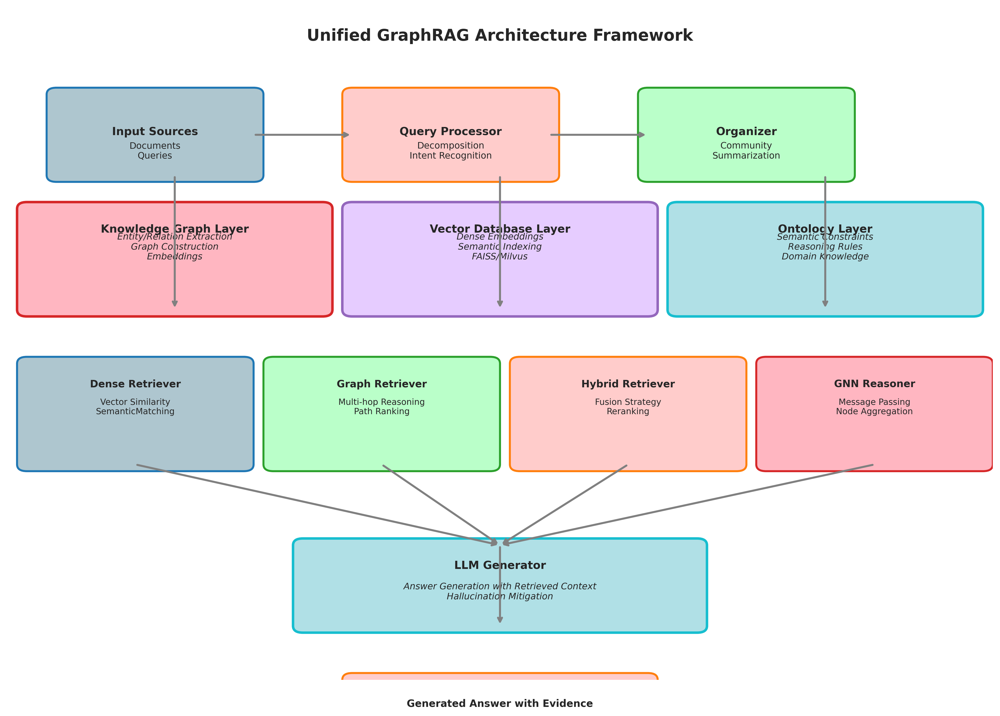 Unified GraphRAG Architecture Framework
Input Sources
Documents
Queries
Query Processor
Decomposition
Intent Recognition
Organizer
Community
Summarization
Knowledge Graph Layer
Entity/Relation Extraction
Graph Construction
Embeddings
Vector Database Layer
Dense Embeddings
Semantic Indexing
FAISS/Milvus
Ontology Layer
Semantic Constraints
Reasoning Rules
Domain Knowledge
Dense Retriever
Vector Similarity
SemanticMatching
Graph Retriever
Multi-hop Reasoning
Path Ranking
Hybrid Retriever
Fusion Strategy
Reranking
GNN Reasoner
Message Passing
Node Aggregation
LLM Generator
Answer Generation with Retrieved Context
Hallucination Mitigation
Generated Answer with Evidence